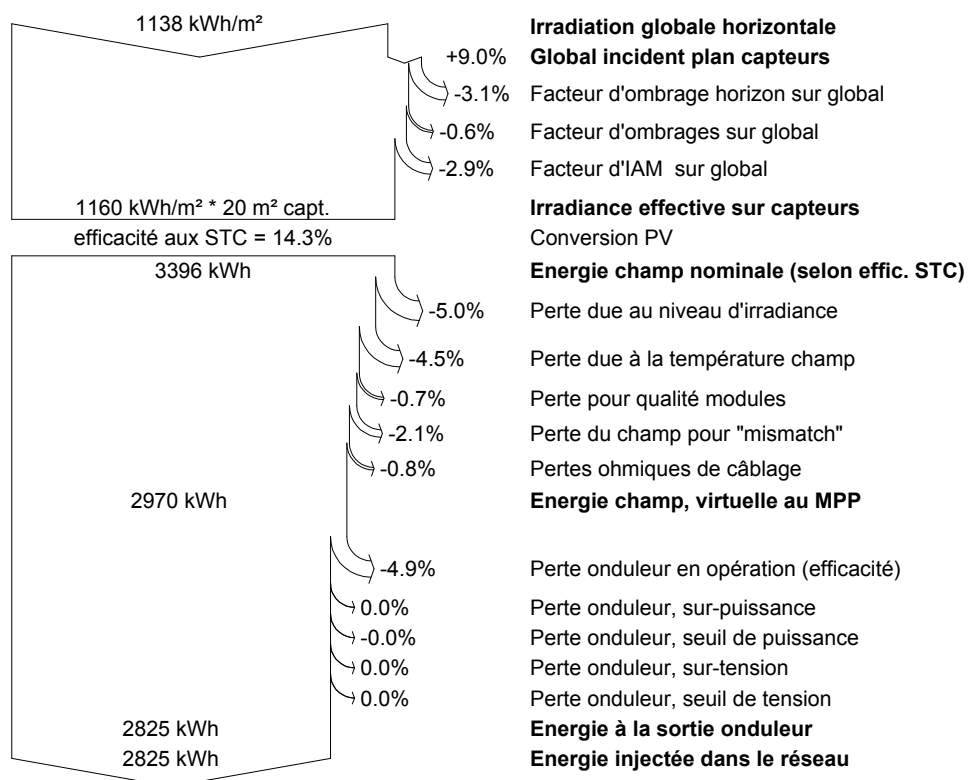 1138 kWh/m² Irradiation globale horizontale
+9.0% Global incident plan capteurs
-3.1% Facteur d'ombrage horizon sur global
-0.6% Facteur d'ombrages sur global
-2.9% Facteur d'IAM sur global
1160 kWh/m² * 20 m² capt. Irradiance effective sur capteurs
efficacité aux STC = 14.3% Conversion PV
3396 kWh Energie champ nominale (selon effic. STC)
-5.0% Perte due au niveau d'irradiance
-4.5% Perte due à la température champ
-0.7% Perte pour qualité modules
-2.1% Perte du champ pour "mismatch"
-0.8% Pertes ohmiques de câblage
2970 kWh Energie champ, virtuelle au MPP
-4.9% Perte onduleur en opération (efficacité)
0.0% Perte onduleur, sur-puissance
-0.0% Perte onduleur, seuil de puissance
0.0% Perte onduleur, sur-tension
0.0% Perte onduleur, seuil de tension
2825 kWh Energie à la sortie onduleur
2825 kWh Energie injectée dans le réseau